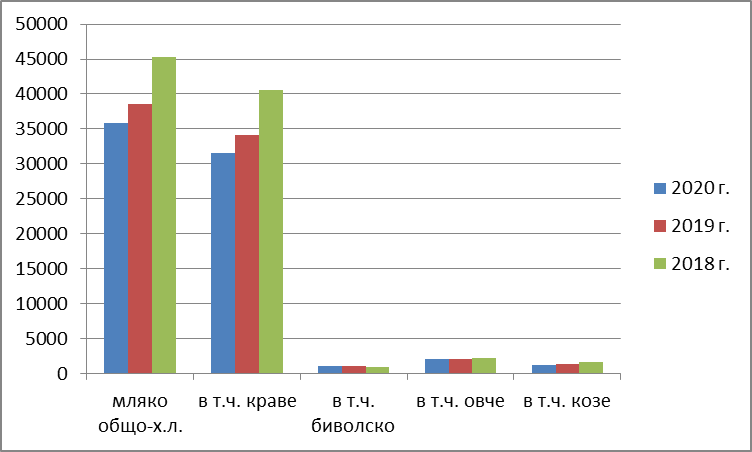 50000
45000
40000
35000
30000
25000
20000
15000
10000
5000
0
мляко
общо-х.л.
в т.ч. краве
в т.ч.
биволско
в т.ч. овче
в т.ч. козе
2020 г.
2019 г.
2018 г.